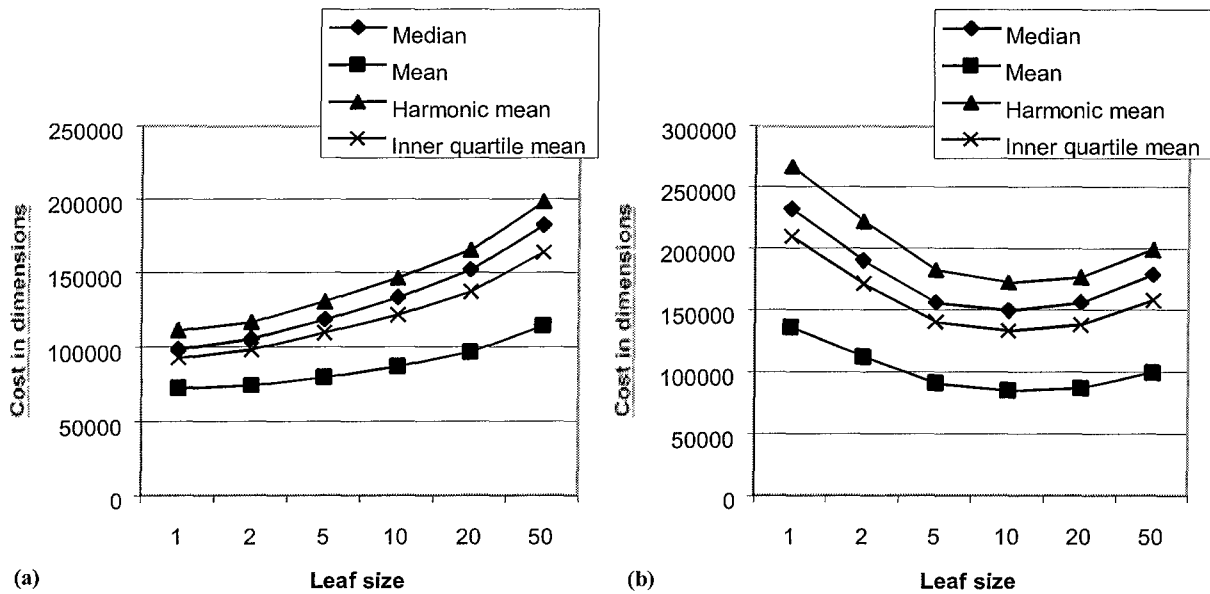 Median
Mean
Harmonic mean
Inner quartile mean
250000
200000
150000
100000
50000
0
Cost in dimensions
1 2 5 10 20 50
(a)
Leaf size
Median
Mean
Harmonic mean
Inner quartile mean
300000
250000
200000
150000
100000
50000
0
Cost in dimensions
1 2 5 10 20 50
(b)
Leaf size